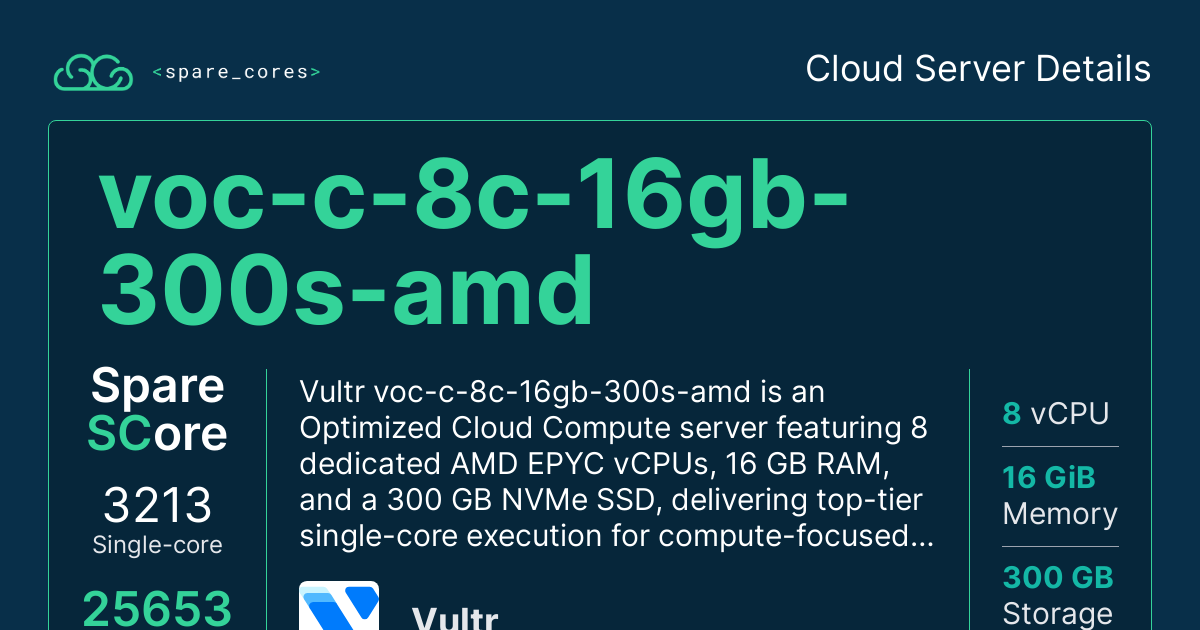 <spare_cores>
Cloud Server Details
voc-c-8c-16gb-
300s-amd
Spare
SCore
3213
Single-core
25653
Vultr voc-c-8c-16gb-300s-amd is an
Optimized Cloud Compute server featuring 8
dedicated AMD EPYC vCPUs, 16 GB RAM,
and a 300 GB NVMe SSD, delivering top-tier
single-core execution for compute-focused...
Vultr
8 vCPU
16 GiB
Memory
300 GB
Storage